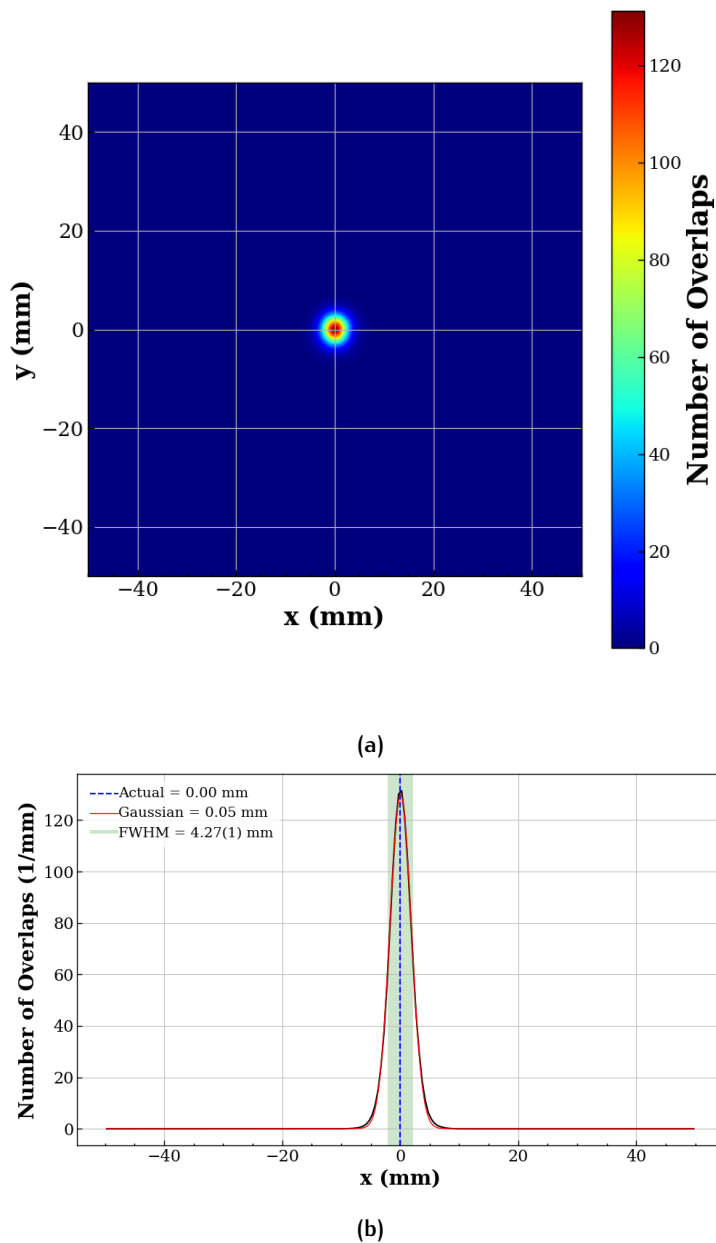 120
100
80
60
40
20
0
Number of Overlaps
40
20
0
−20
−40
y (mm)
−40 −20 0 20 40
x (mm)
(a)
Actual = 0.00 mm
Gaussian = 0.05 mm
FWHM = 4.27(1) mm
120
100
80
60
40
20
0
Number of Overlaps (1/mm)
−40 −20 0 20 40
x (mm)
(b)